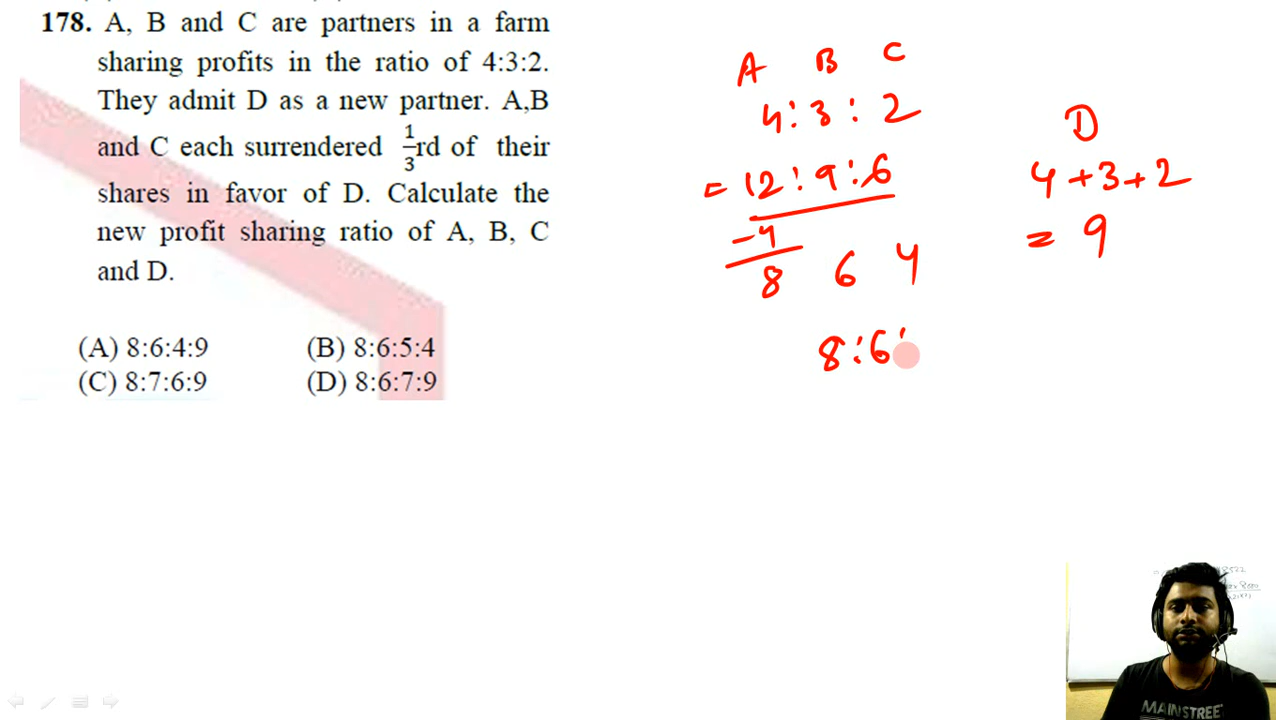 178. A, B and C are partners in a farm
sharing profits in the ratio of 4:3:2.
They admit D as a new partner. A,B
and C each surrendered 1/3rd of their
shares in favor of D. Calculate the
new profit sharing ratio of A, B, C
and D.
(A) 8:6:4:9 (B) 8:6:5:4
(C) 8:7:6:9 (D) 8:6:7:9
A B C
4:3:2
= 12:9:6
-4
8 6 4
8:6:
D
4+3+2
= 9
MAINSTREET